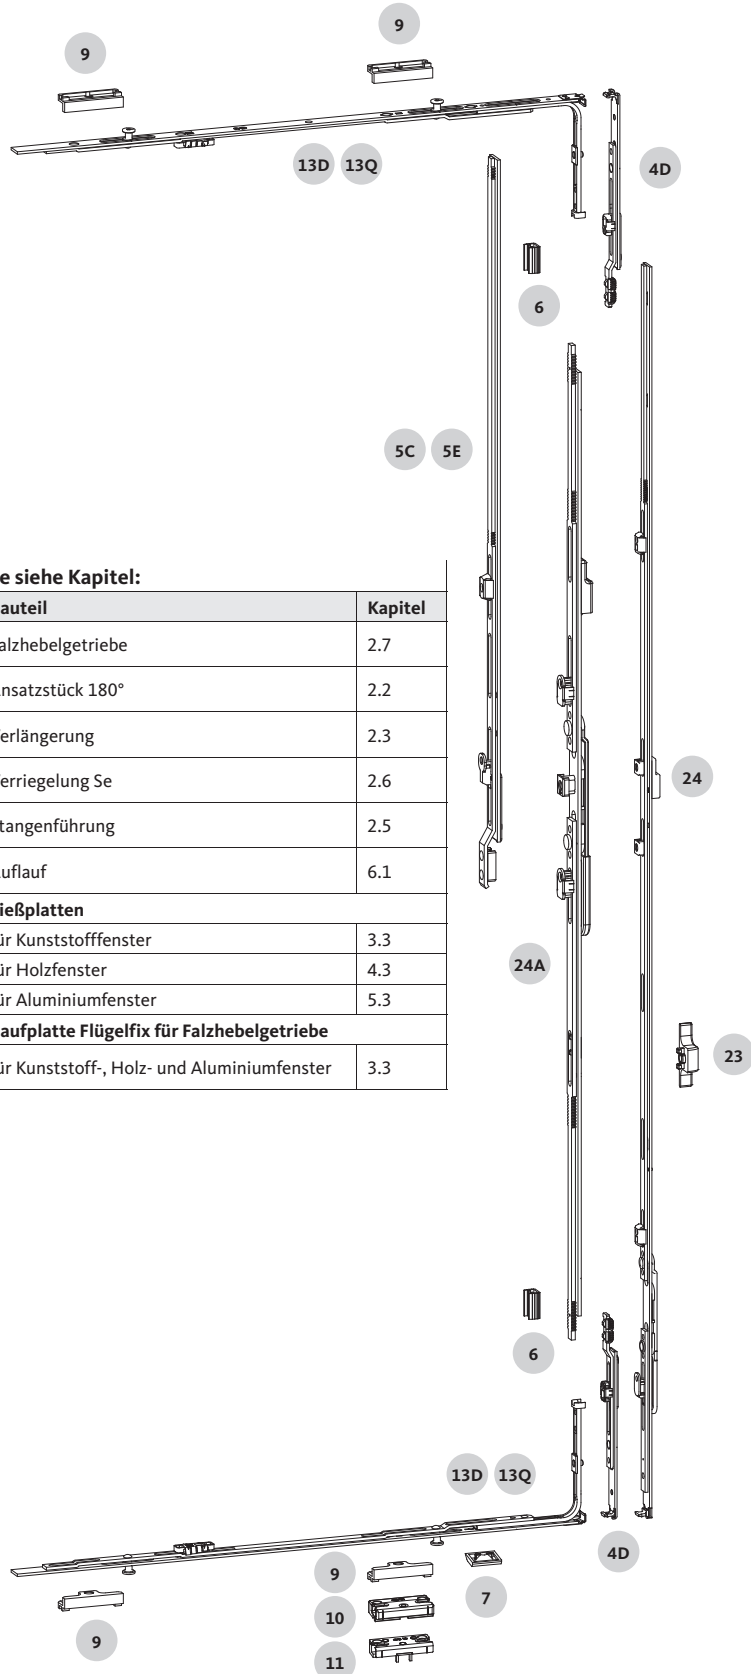 9
9
13D 13Q
4D
6
5C 5E
e siehe Kapitel:
auteil Kapitel
alzhebelgetriebe 2.7
nsatzstück 180° 2.2
erlängerung 2.3
erriegelung Se 2.6
tangenführung 2.5
uflauf 6.1
ießplatten
ür Kunststofffenster 3.3
ür Holzfenster 4.3
ür Aluminiumfenster 5.3
aufplatte Flügelfix für Falzhebelgetriebe
ür Kunststoff-, Holz- und Aluminiumfenster 3.3
24
24A
23
6
13D 13Q
4D
9
7
10
9
11